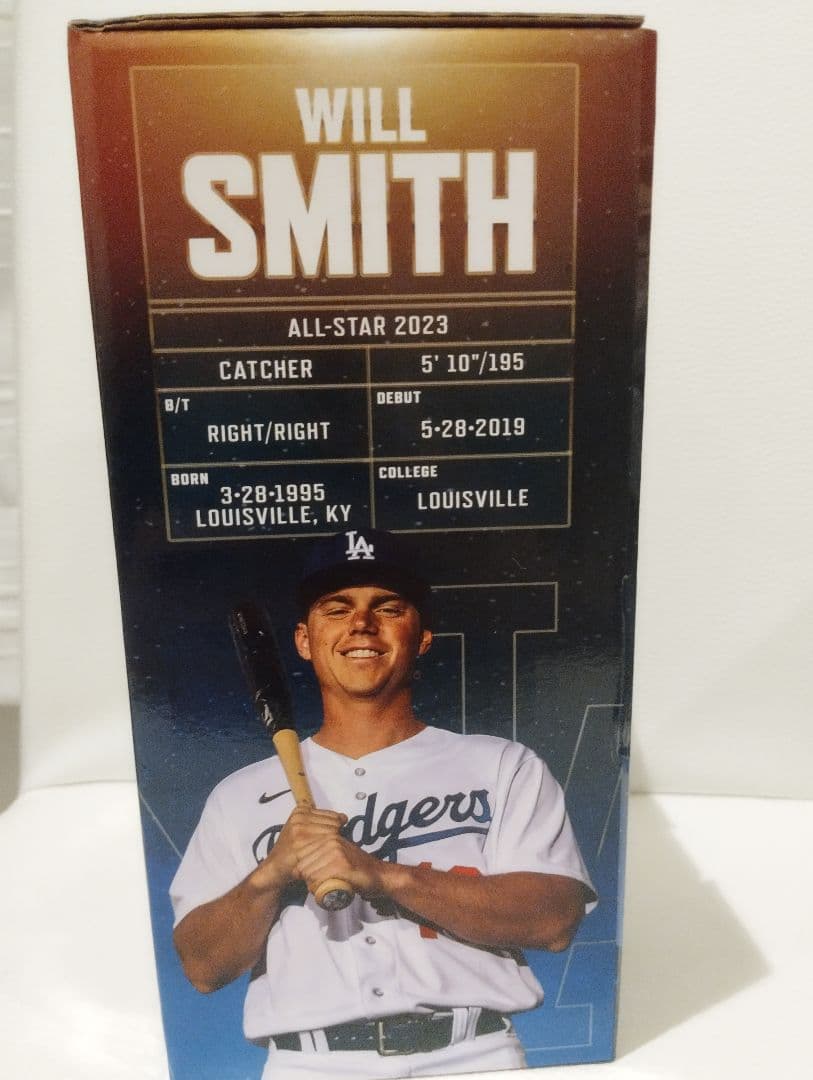 WILL
SMITH
ALL-STAR 2023
CATCHER
5' 10"/195
B/T
RIGHT/RIGHT
DEBUT
5•28•2019
BORN
3•28•1995
LOUISVILLE, KY
COLLEGE
LOUISVILLE
LA
Dodgers